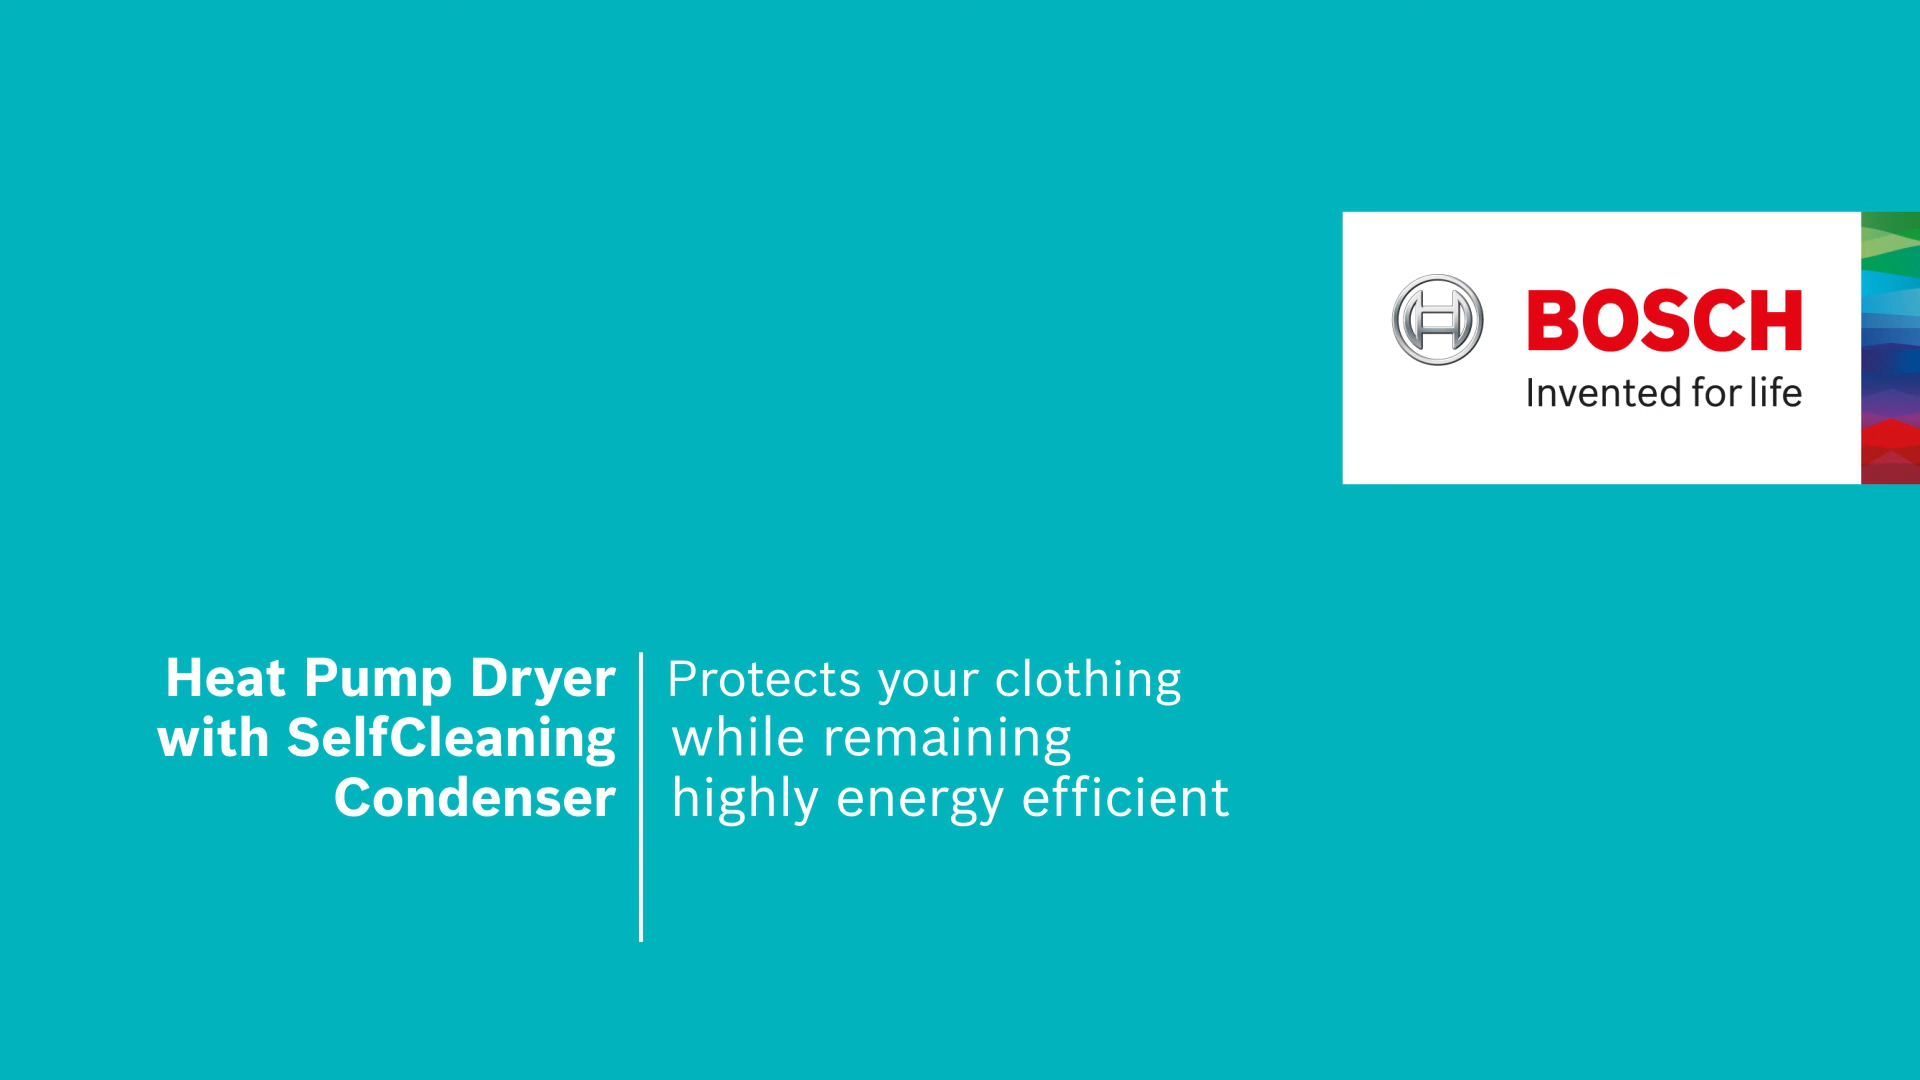 BOSCH
Invented for life
Heat Pump Dryer
with SelfCleaning
Condenser
Protects your clothing
while remaining
highly energy efficient